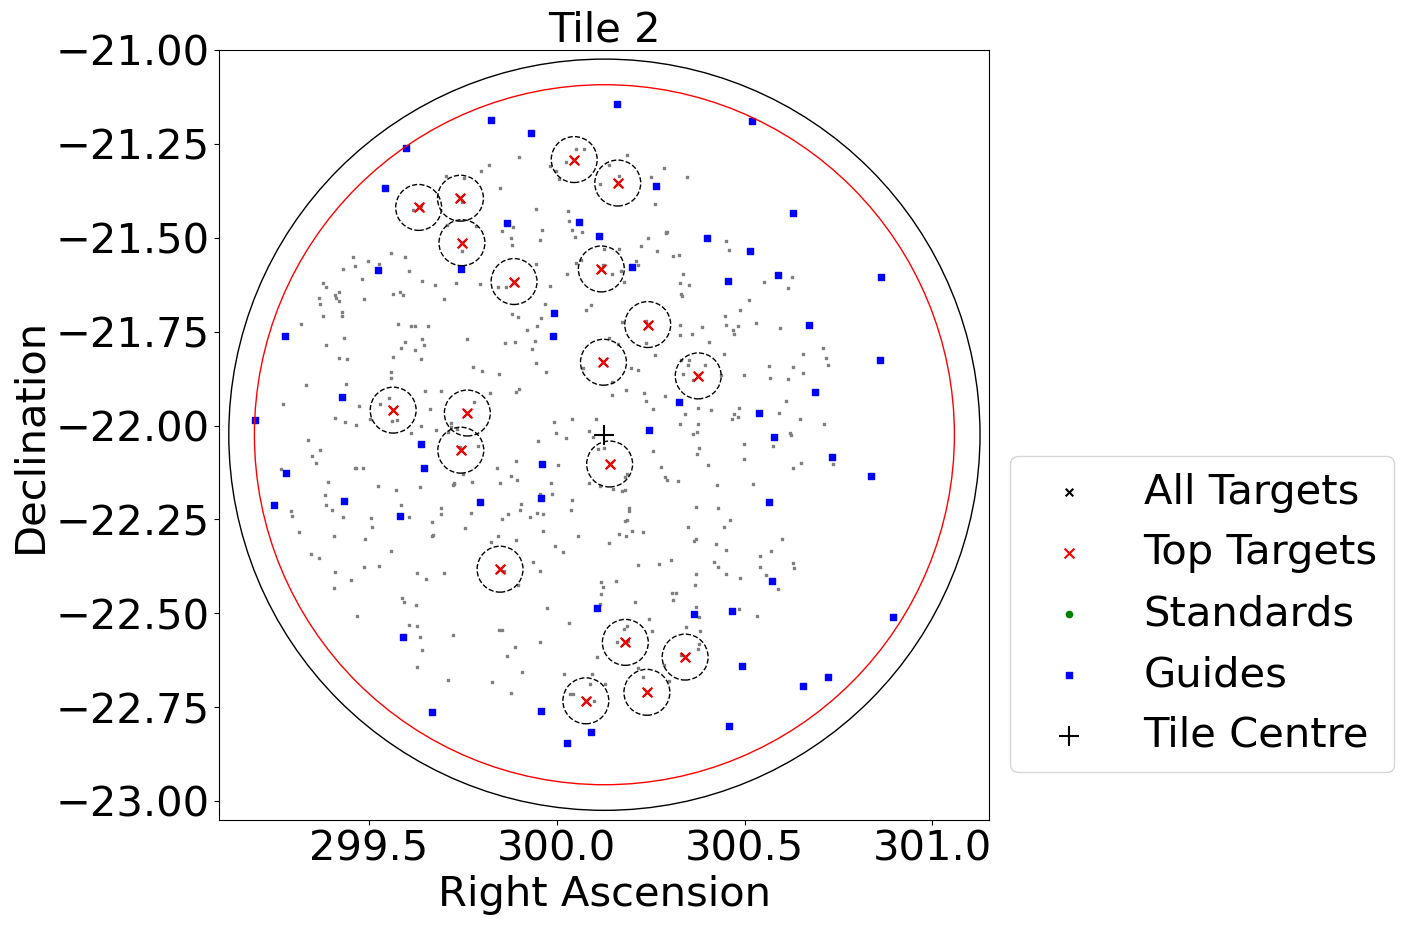 Tile 2
−21.00
−21.25
−21.50
−21.75
−22.00
−22.25
−22.50
−22.75
−23.00
Declination
299.5 300.0 300.5 301.0
Right Ascension
All Targets
Top Targets
Standards
Guides
Tile Centre